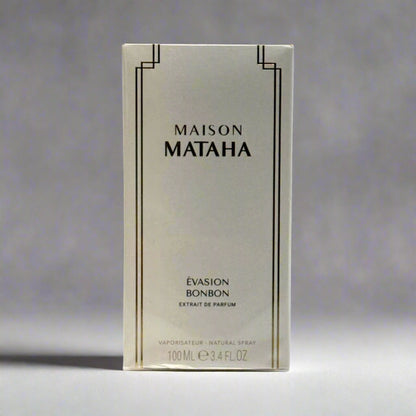 MAISON
MATAHA
ÉVASION
BONBON
EXTRAIT DE PARFUM
VAPORISATEUR - NATURAL SPRAY
100 ML ℮ 3.4 FL.OZ